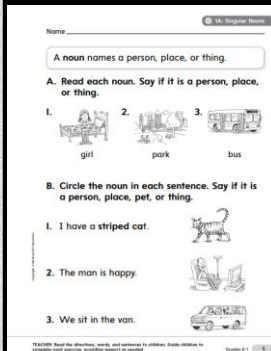 1A: Singular Nouns
Name
A noun names a person, place, or thing.
A. Read each noun. Say if it is a person, place,
or thing.
1. 2. 3.
girl park bus
B. Circle the noun in each sentence. Say if it is
a person, place, pet, or thing.
1. I have a striped cat.
2. The man is happy.
3. We sit in the van.
TEACHER: Read the directions, words, and sentences to children. Guide children to
complete each exercise, providing support as needed.
Grades K-1 1